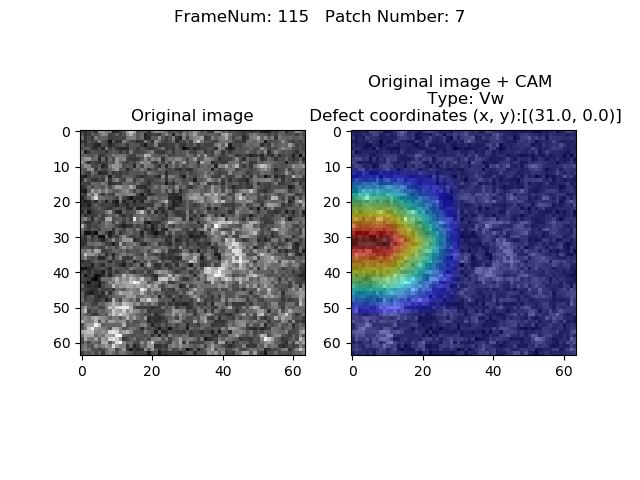 FrameNum: 115   Patch Number: 7
Original image
0
10
20
30
40
50
60
0 20 40 60
Original image + CAM
Type: Vw
Defect coordinates (x, y):[(31.0, 0.0)]
0
10
20
30
40
50
60
0 20 40 60